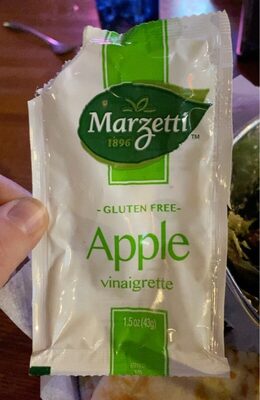 Marzetti ™
1896
- GLUTEN FREE-
Apple
vinaigrette
1.5 oz (43g)